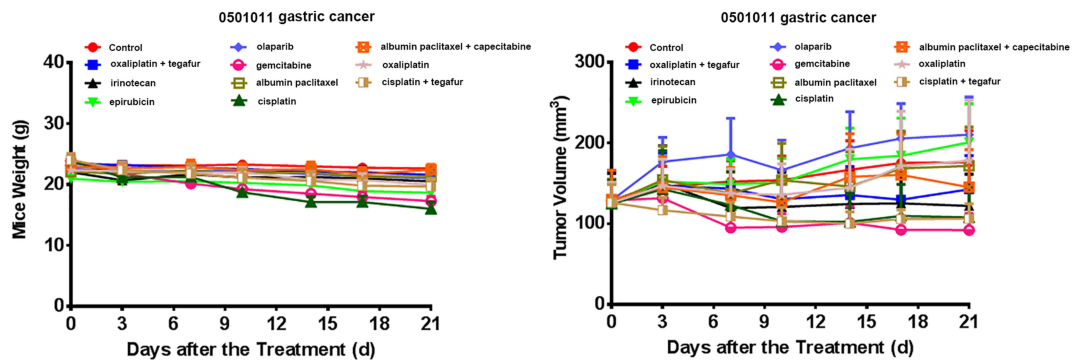 0501011 gastric cancer
Control
olaparib
albumin paclitaxel + capecitabine
oxaliplatin + tegafur
gemcitabine
oxaliplatin
irinotecan
albumin paclitaxel
cisplatin + tegafur
epirubicin
cisplatin
Mice Weight (g)
40
30
20
10
0
0 3 6 9 12 15 18 21
Days after the Treatment (d)
0501011 gastric cancer
Control
olaparib
albumin paclitaxel + capecitabine
oxaliplatin + tegafur
gemcitabine
oxaliplatin
irinotecan
albumin paclitaxel
cisplatin + tegafur
epirubicin
cisplatin
Tumor Volume (mm³)
300
200
100
0
0 3 6 9 12 15 18 21
Days after the Treatment (d)